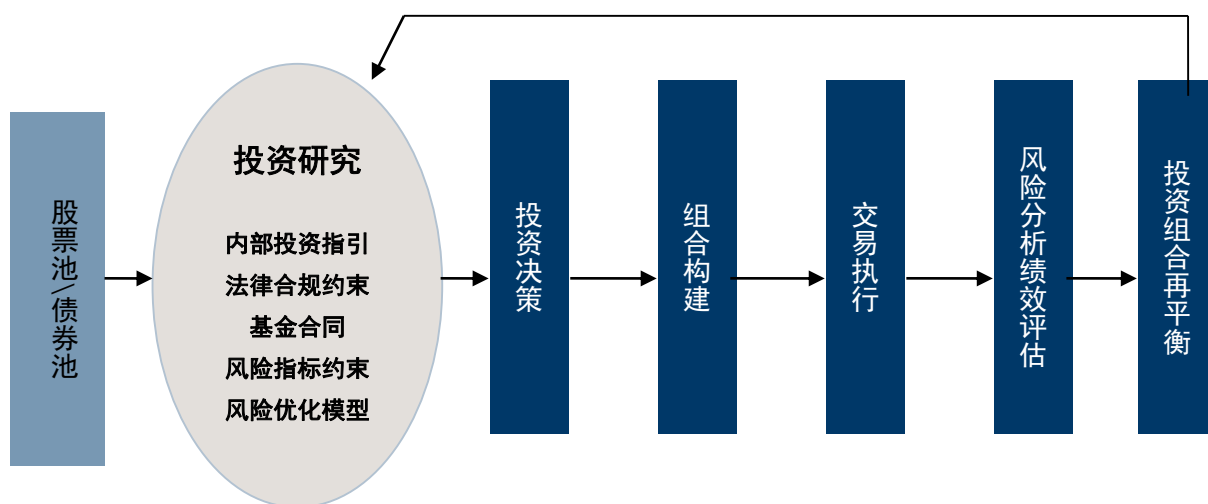 股票池\债券池
投资研究
内部投资指引
法律合规约束
基金合同
风险指标约束
风险优化模型
投资决策
组合构建
交易执行
风险分析绩效评估
投资组合再平衡